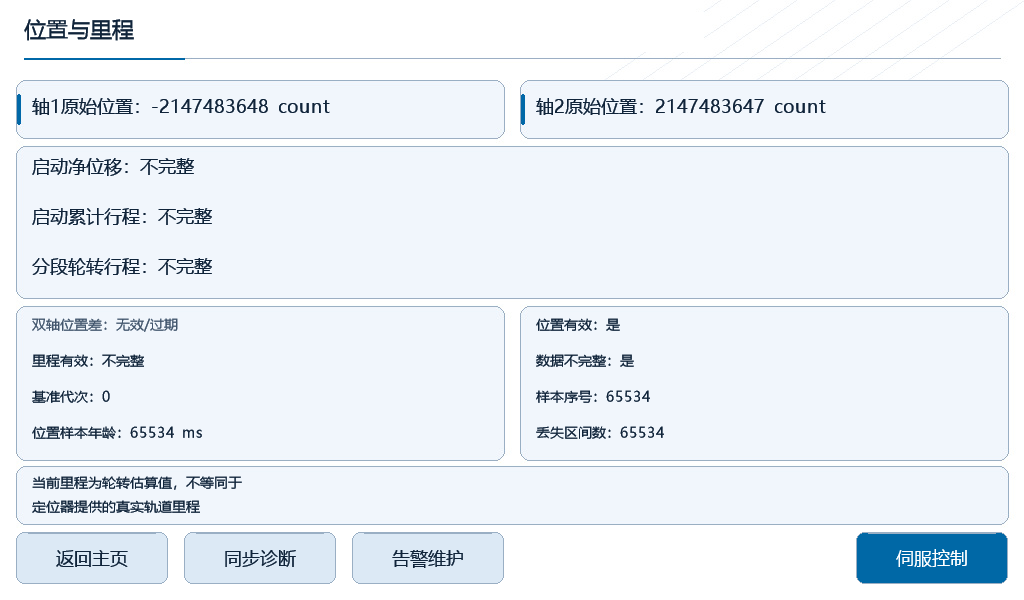 位置与里程
轴1原始位置：-2147483648 count
轴2原始位置：2147483647 count
启动净位移：不完整
启动累计行程：不完整
分段轮转行程：不完整
双轴位置差：无效/过期
里程有效：不完整
基准代次：0
位置样本年龄：65534 ms
位置有效：是
数据不完整：是
样本序号：65534
丢失区间数：65534
当前里程为轮转估算值，不等同于
定位器提供的真实轨道里程
返回主页
同步诊断
告警维护
伺服控制